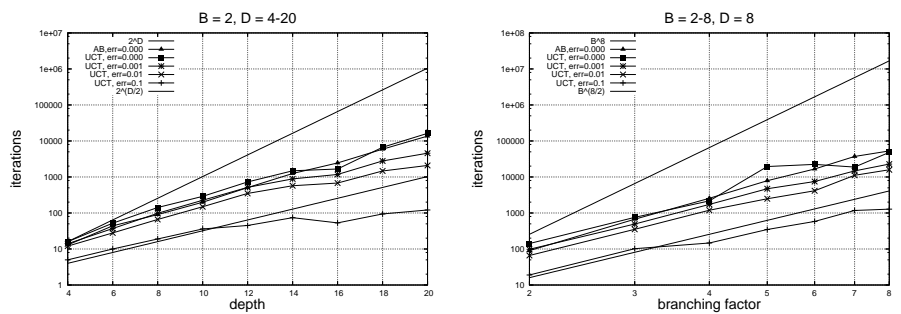 B = 2, D = 4-20
1e+07
1e+06
100000
10000
1000
100
10
1
iterations
2^D
AB,err=0.000
UCT, err=0.000
UCT, err=0.001
UCT, err=0.01
UCT, err=0.1
2^(D/2)
4 6 8 10 12 14 16 18 20
depth
B = 2-8, D = 8
1e+08
1e+07
1e+06
100000
10000
1000
100
10
iterations
B^8
AB,err=0.000
UCT, err=0.000
UCT, err=0.001
UCT, err=0.01
UCT, err=0.1
B^(8/2)
2 3 4 5 6 7 8
branching factor